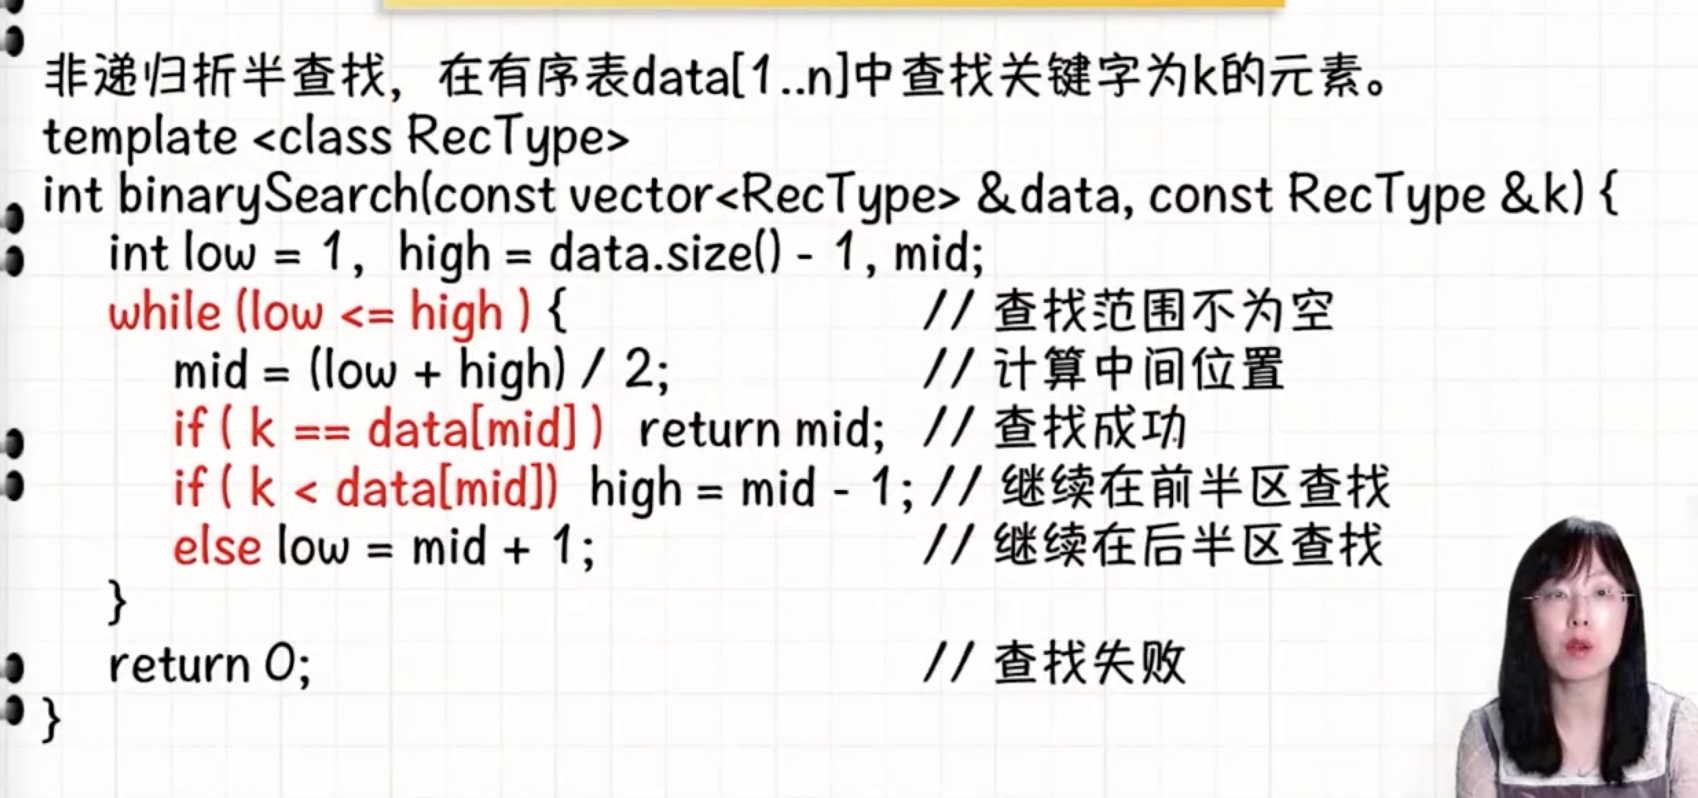 非递归折半查找，在有序表data[1..n]中查找关键字为k的元素。
template <class RecType>
int binarySearch(const vector<RecType> &data, const RecType &k) {
int low = 1, high = data.size() - 1, mid;
while (low <= high ) { // 查找范围不为空
mid = (low + high) / 2; // 计算中间位置
if ( k == data[mid] ) return mid; // 查找成功
if ( k < data[mid]) high = mid - 1; // 继续在前半区查找
else low = mid + 1; // 继续在后半区查找
}
return 0; // 查找失败
}